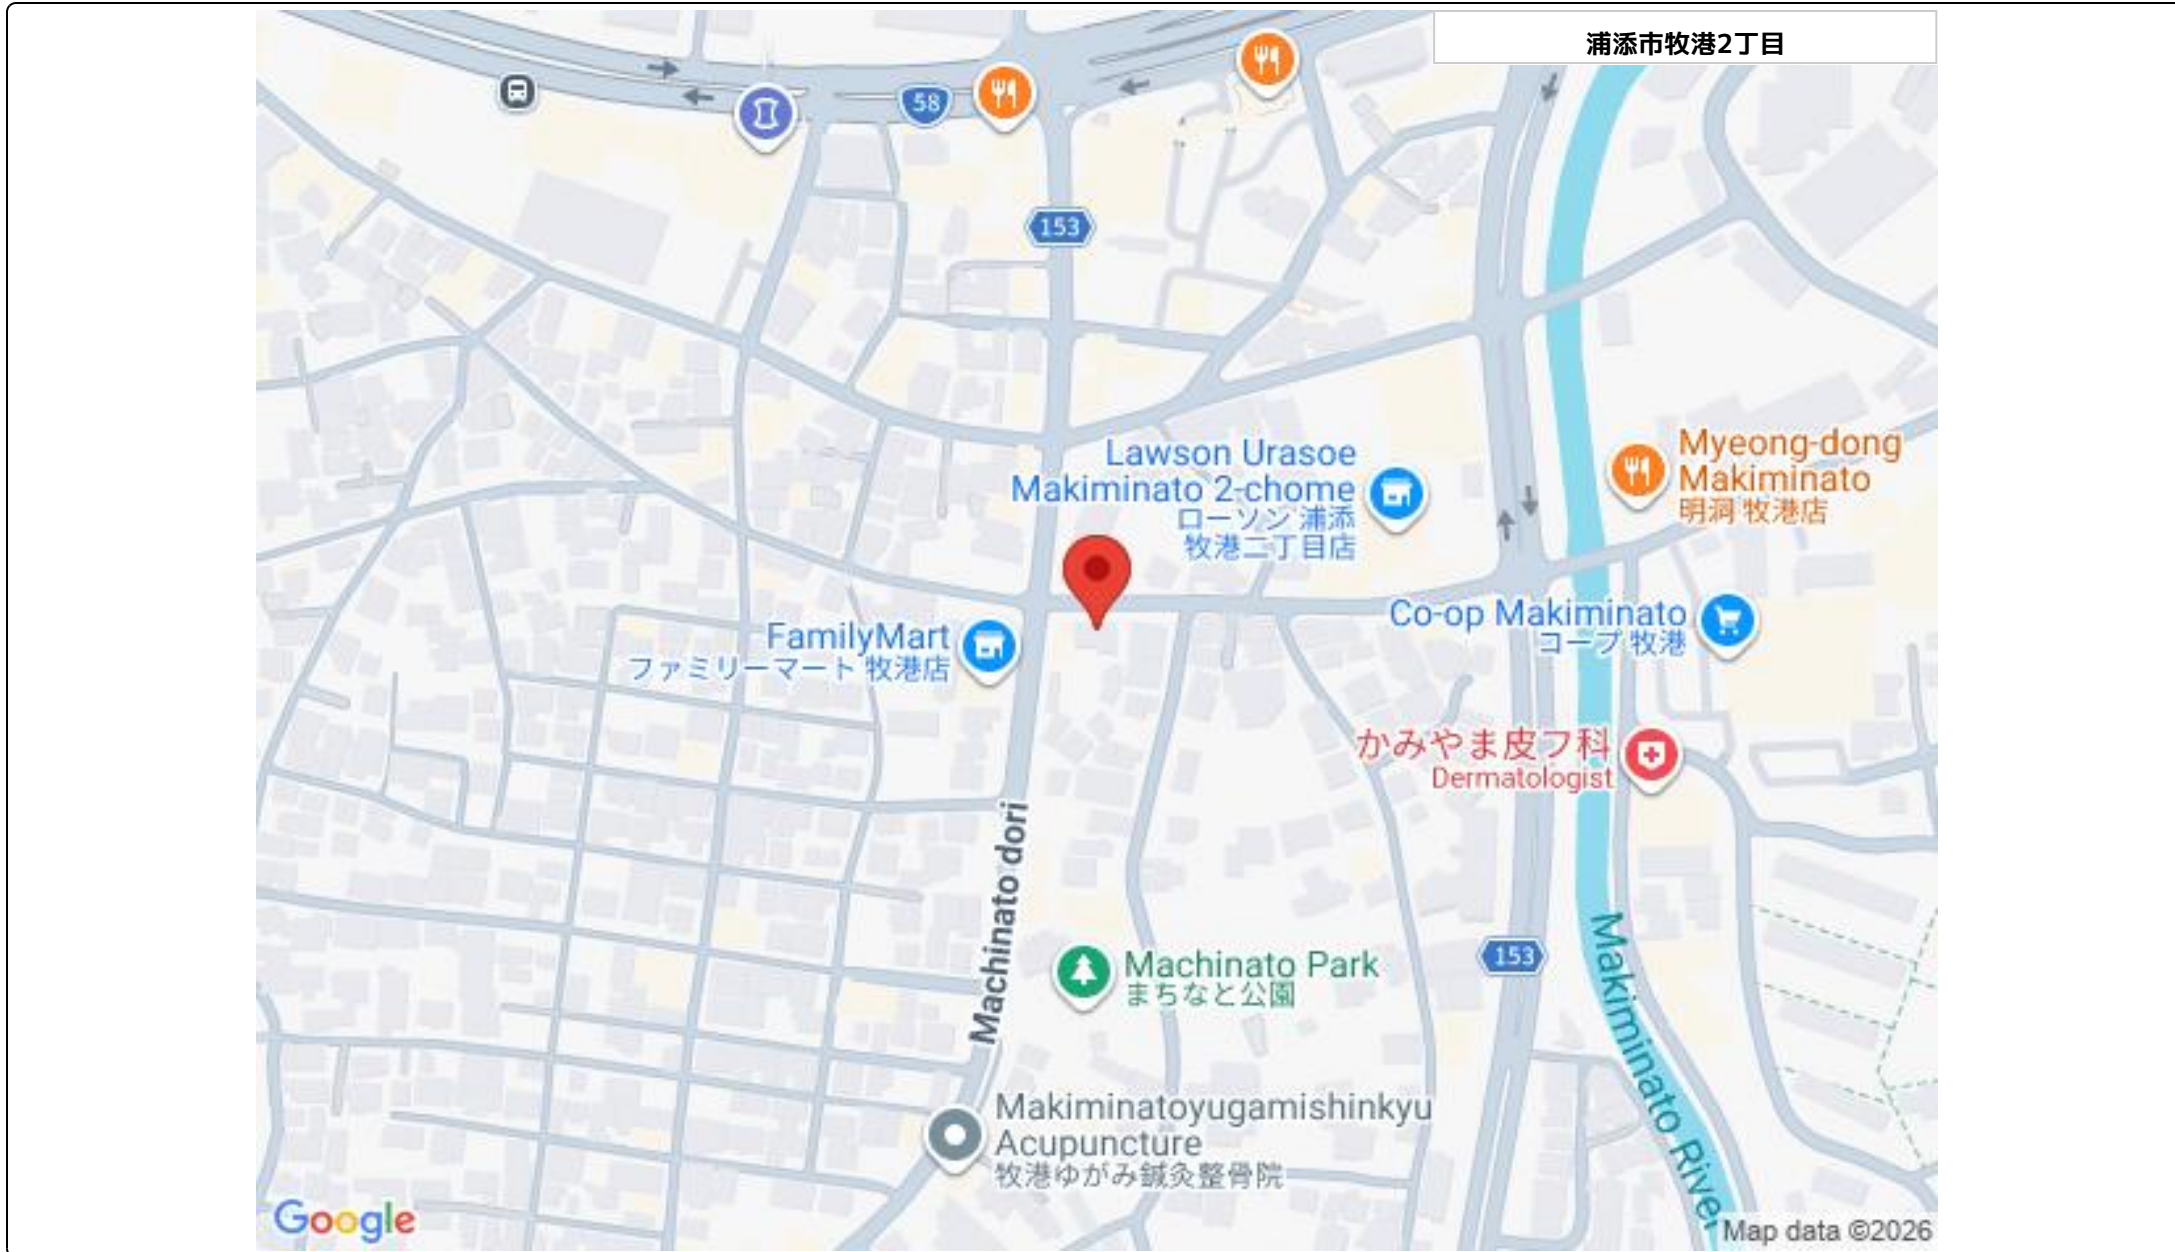 浦添市牧港2丁目
58
153
Lawson Urasoe
Makiminato 2-chome
ローソン 浦添
牧港二丁目店
Myeong-dong
Makiminato
明洞 牧港店
FamilyMart
ファミリーマート 牧港店
Co-op Makiminato
コープ 牧港
かみやま皮フ科
Dermatologist
Machinato dori
Machinato Park
まちなと公園
153
Makiminato River
Makiminatoyugamishinkyu
Acupuncture
牧港ゆがみ鍼灸整骨院
Google
Map data ©2026